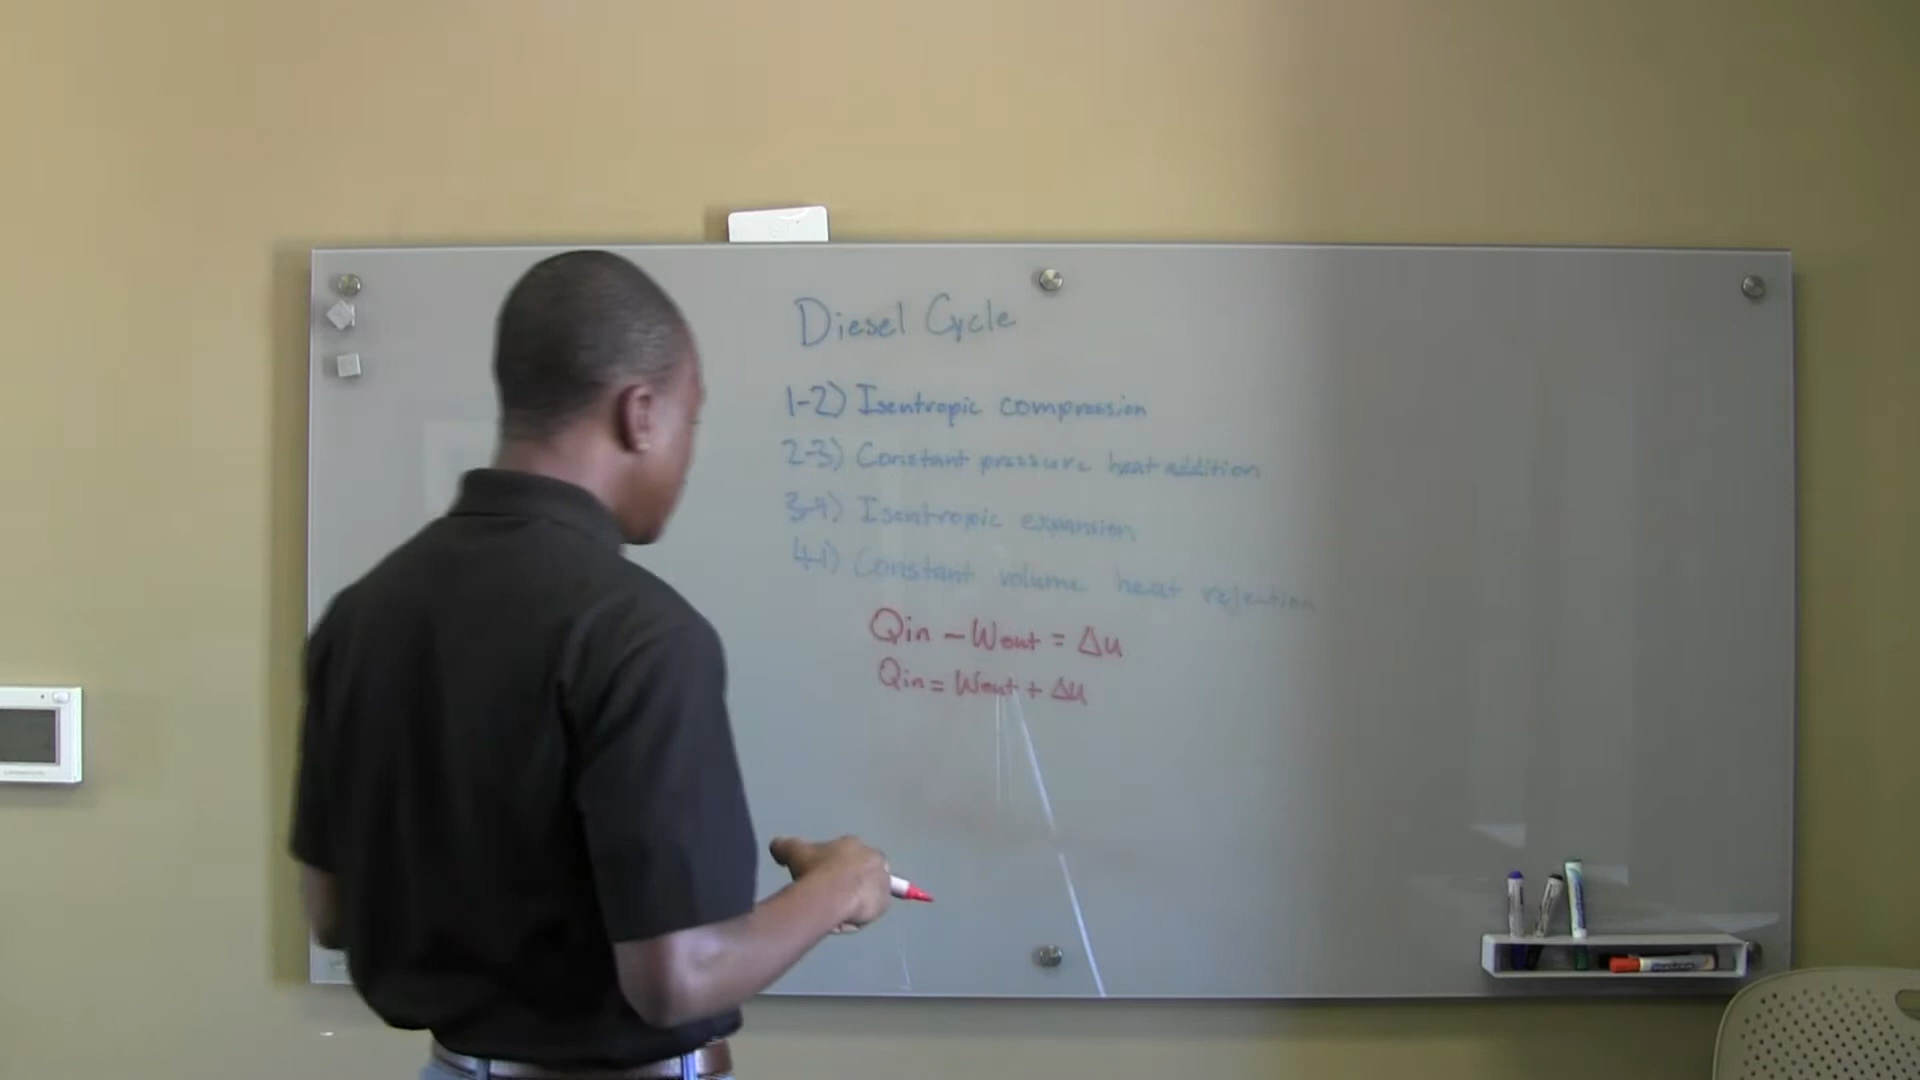 Diesel Cycle
1-2) Isentropic compression
2-3) Constant pressure heat addition
3-4) Isentropic expansion
4-1) Constant volume heat rejection
Qin - Wout = Δu
Qin = Wout + Δu